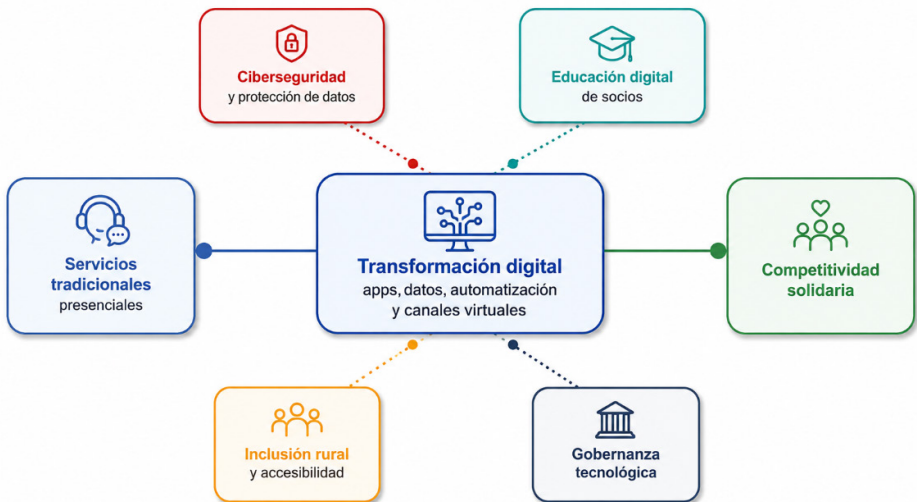 Ciberseguridad
y protección de datos
Educación digital
de socios
Servicios
tradicionales
presenciales
Transformación digital
apps, datos, automatización
y canales virtuales
Competitividad
solidaria
Inclusión rural
y accesibilidad
Gobernanza
tecnológica